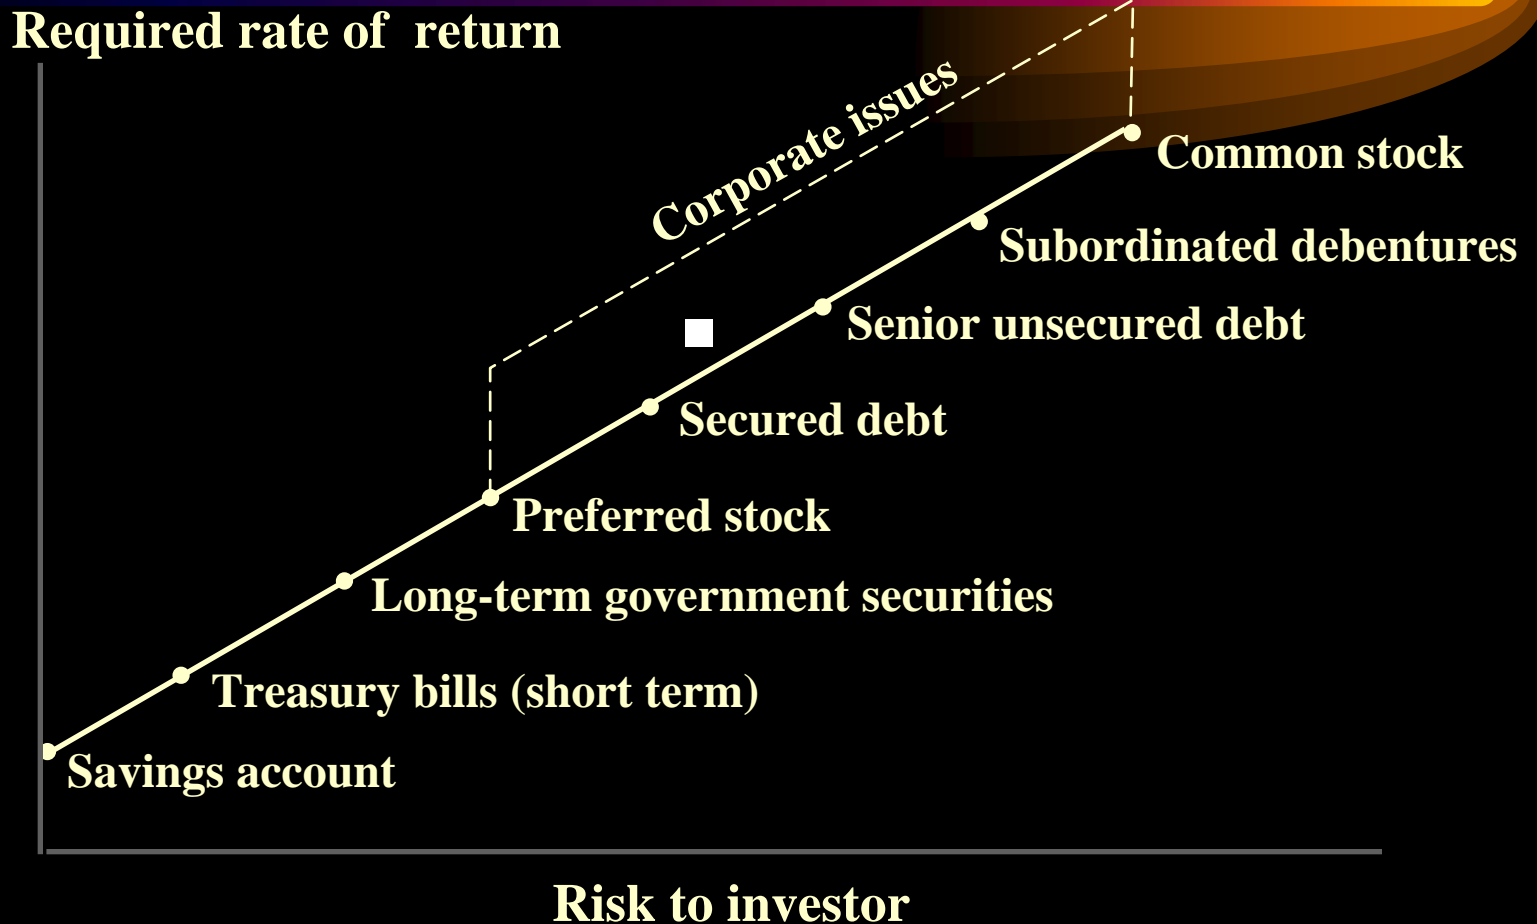 Required rate of  return
Corporate issues
Common stock
Subordinated debentures
Senior unsecured debt
Secured debt
Preferred stock
Long-term government securities
Treasury bills (short term)
Savings account
Risk to investor